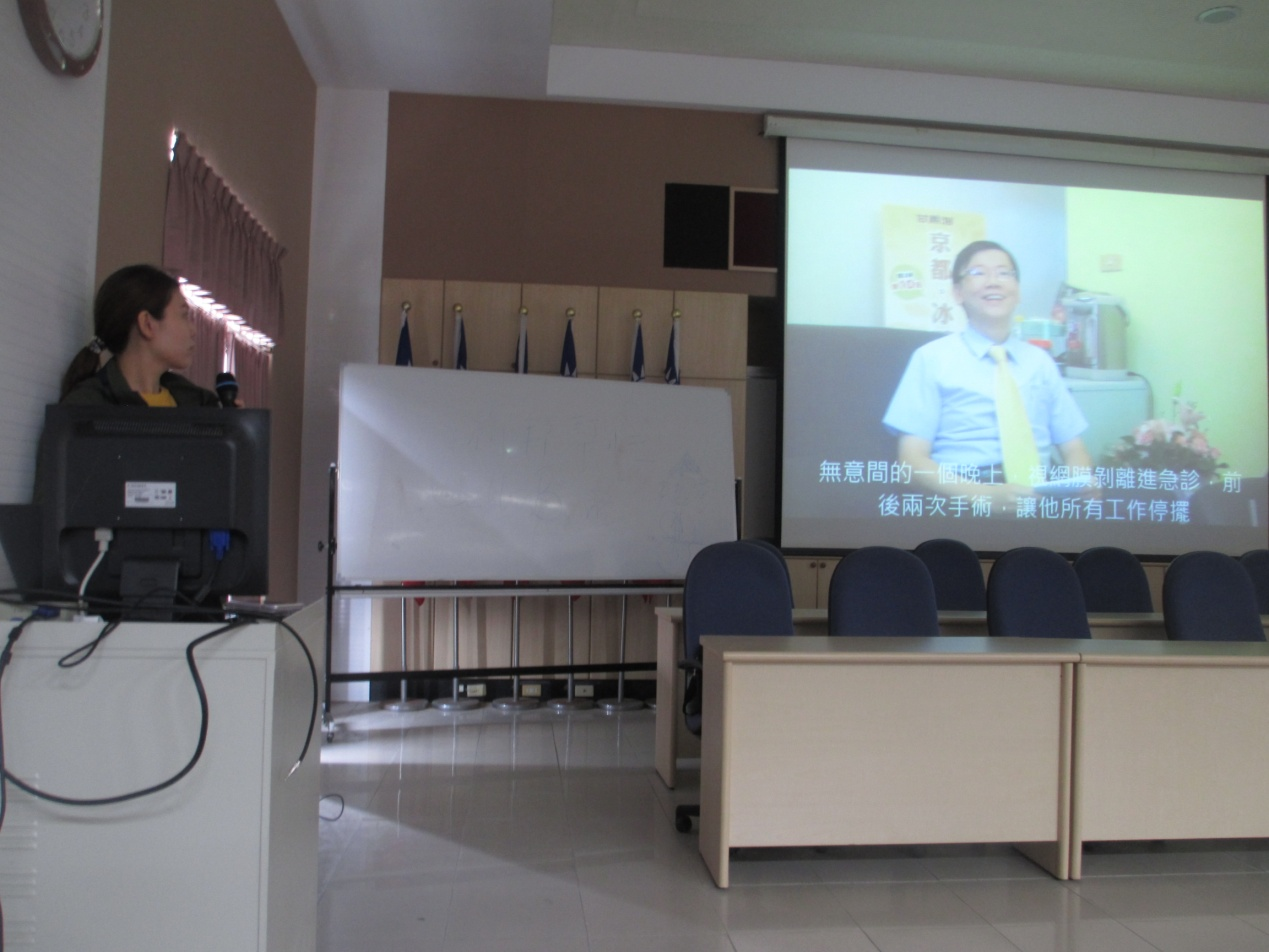 京都·冰
無意間的一個晚上，視網膜剝離進急診，前
後兩次手術，讓他所有工作停擺